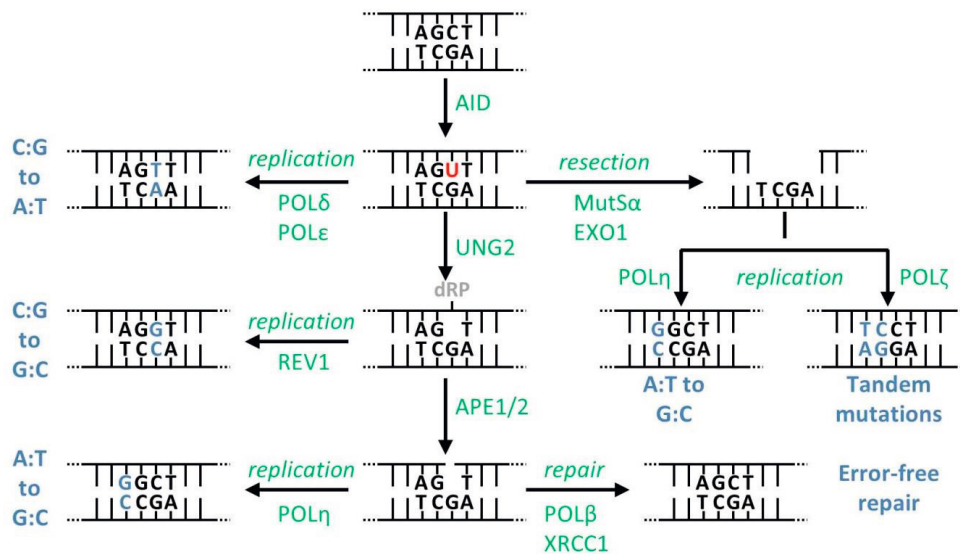 AGCT
TCGA
AID
C:G
to
A:T
AGTT
TCAA
replication
POLδ
POLε
AGUT
TCGA
resection
MutSα
EXO1
TCGA
UNG2
POLη
replication
POLζ
dRP
C:G
to
G:C
AGGT
TCCA
replication
REV1
AG T
TCGA
GGCT
CCGA
A:T to
G:C
TCCT
AGGA
Tandem
mutations
APE1/2
A:T
to
G:C
GGCT
CCGA
replication
POLη
AG T
TCGA
repair
POLβ
XRCC1
AGCT
TCGA
Error-free
repair